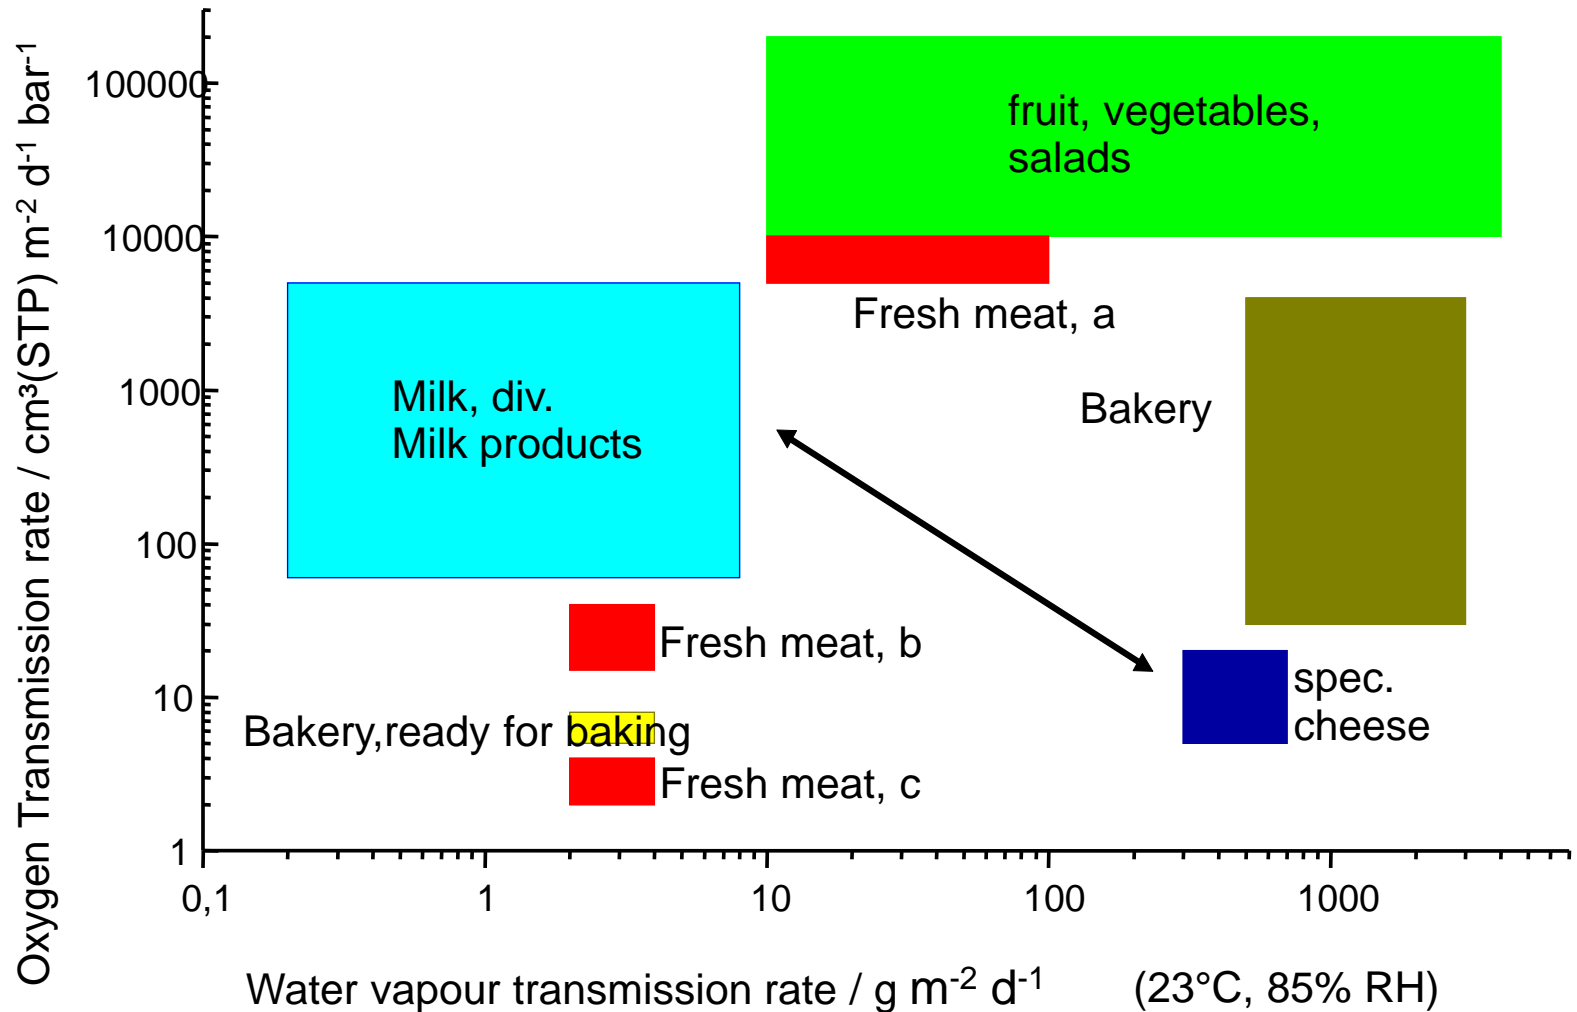 Oxygen Transmission rate / cm³(STP) m⁻² d⁻¹ bar⁻¹
100000
10000
1000
100
10
1
fruit, vegetables,
salads
Fresh meat, a
Milk, div.
Milk products
Bakery
Fresh meat, b
spec.
cheese
Bakery,ready for baking
Fresh meat, c
0,1
1
10
100
1000
Water vapour transmission rate / g m⁻² d⁻¹ (23°C, 85% RH)